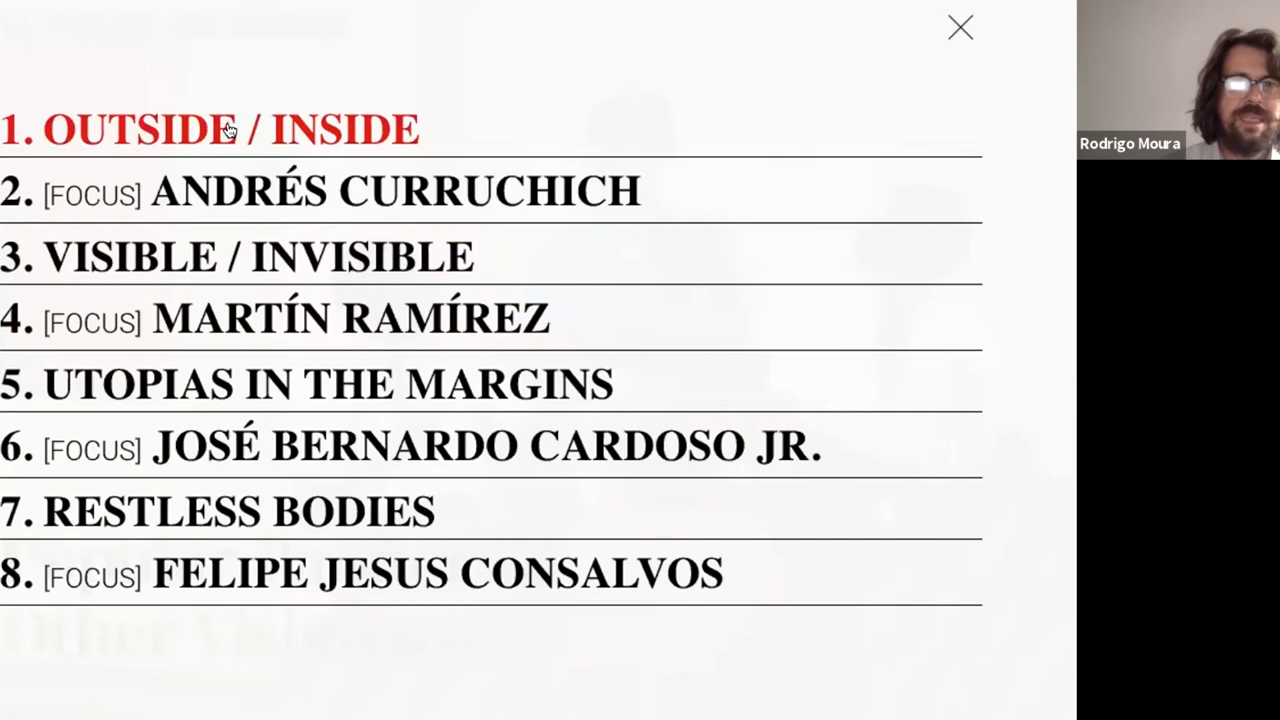 1. OUTSIDE / INSIDE
2. [FOCUS] ANDRÉS CURRUCHICH
3. VISIBLE / INVISIBLE
4. [FOCUS] MARTÍN RAMÍREZ
5. UTOPIAS IN THE MARGINS
6. [FOCUS] JOSÉ BERNARDO CARDOSO JR.
7. RESTLESS BODIES
8. [FOCUS] FELIPE JESUS CONSALVOS
Rodrigo Moura